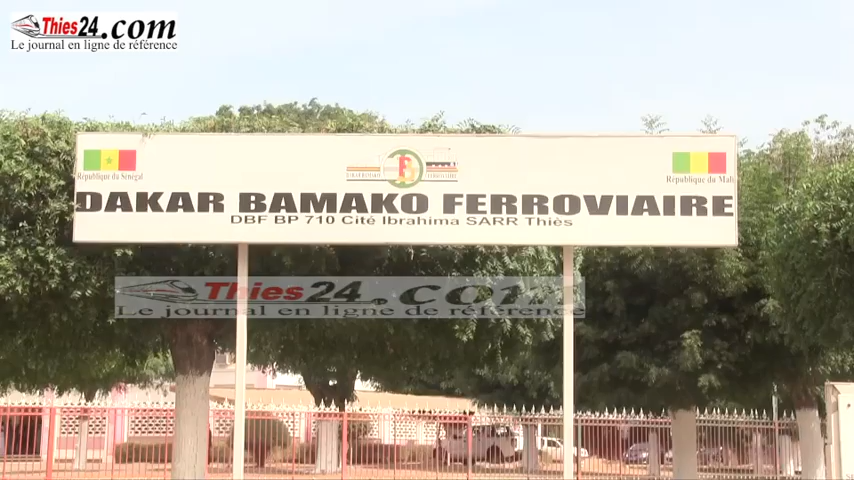 Thies24.com
Le journal en ligne de référence
République du Sénégal
République du Mali
DAKAR BAMAKO FERROVIAIRE
DBF BP 710 Cité Ibrahima SARR Thiès
Thies24.com
Le journal en ligne de référence